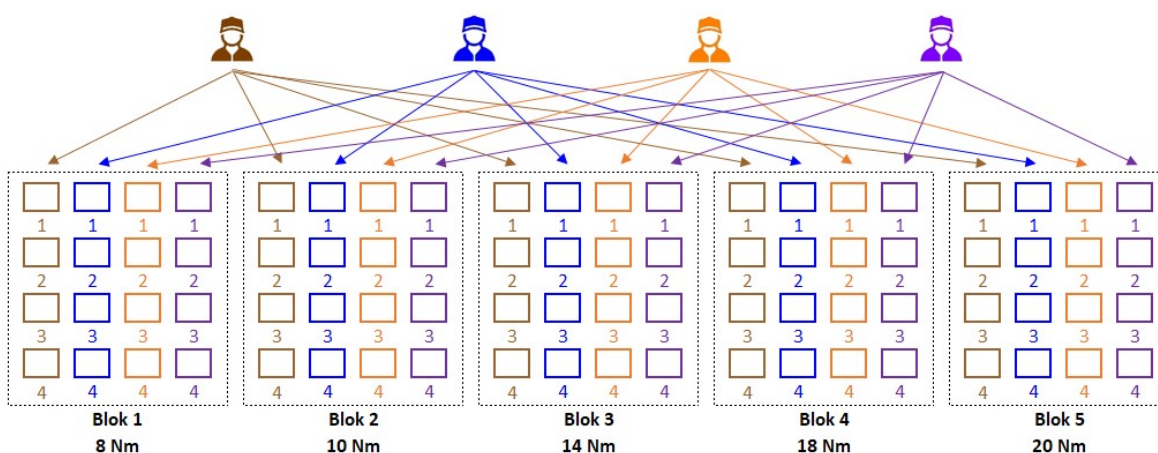 1 1 1 1 1 1 1 1 1 1 1 1 1 1 1 1 1 1 1 1
2 2 2 2 2 2 2 2 2 2 2 2 2 2 2 2 2 2 2 2
3 3 3 3 3 3 3 3 3 3 3 3 3 3 3 3 3 3 3 3
4 4 4 4 4 4 4 4 4 4 4 4 4 4 4 4 4 4 4 4
Blok 1 Blok 2 Blok 3 Blok 4 Blok 5
8 Nm 10 Nm 14 Nm 18 Nm 20 Nm